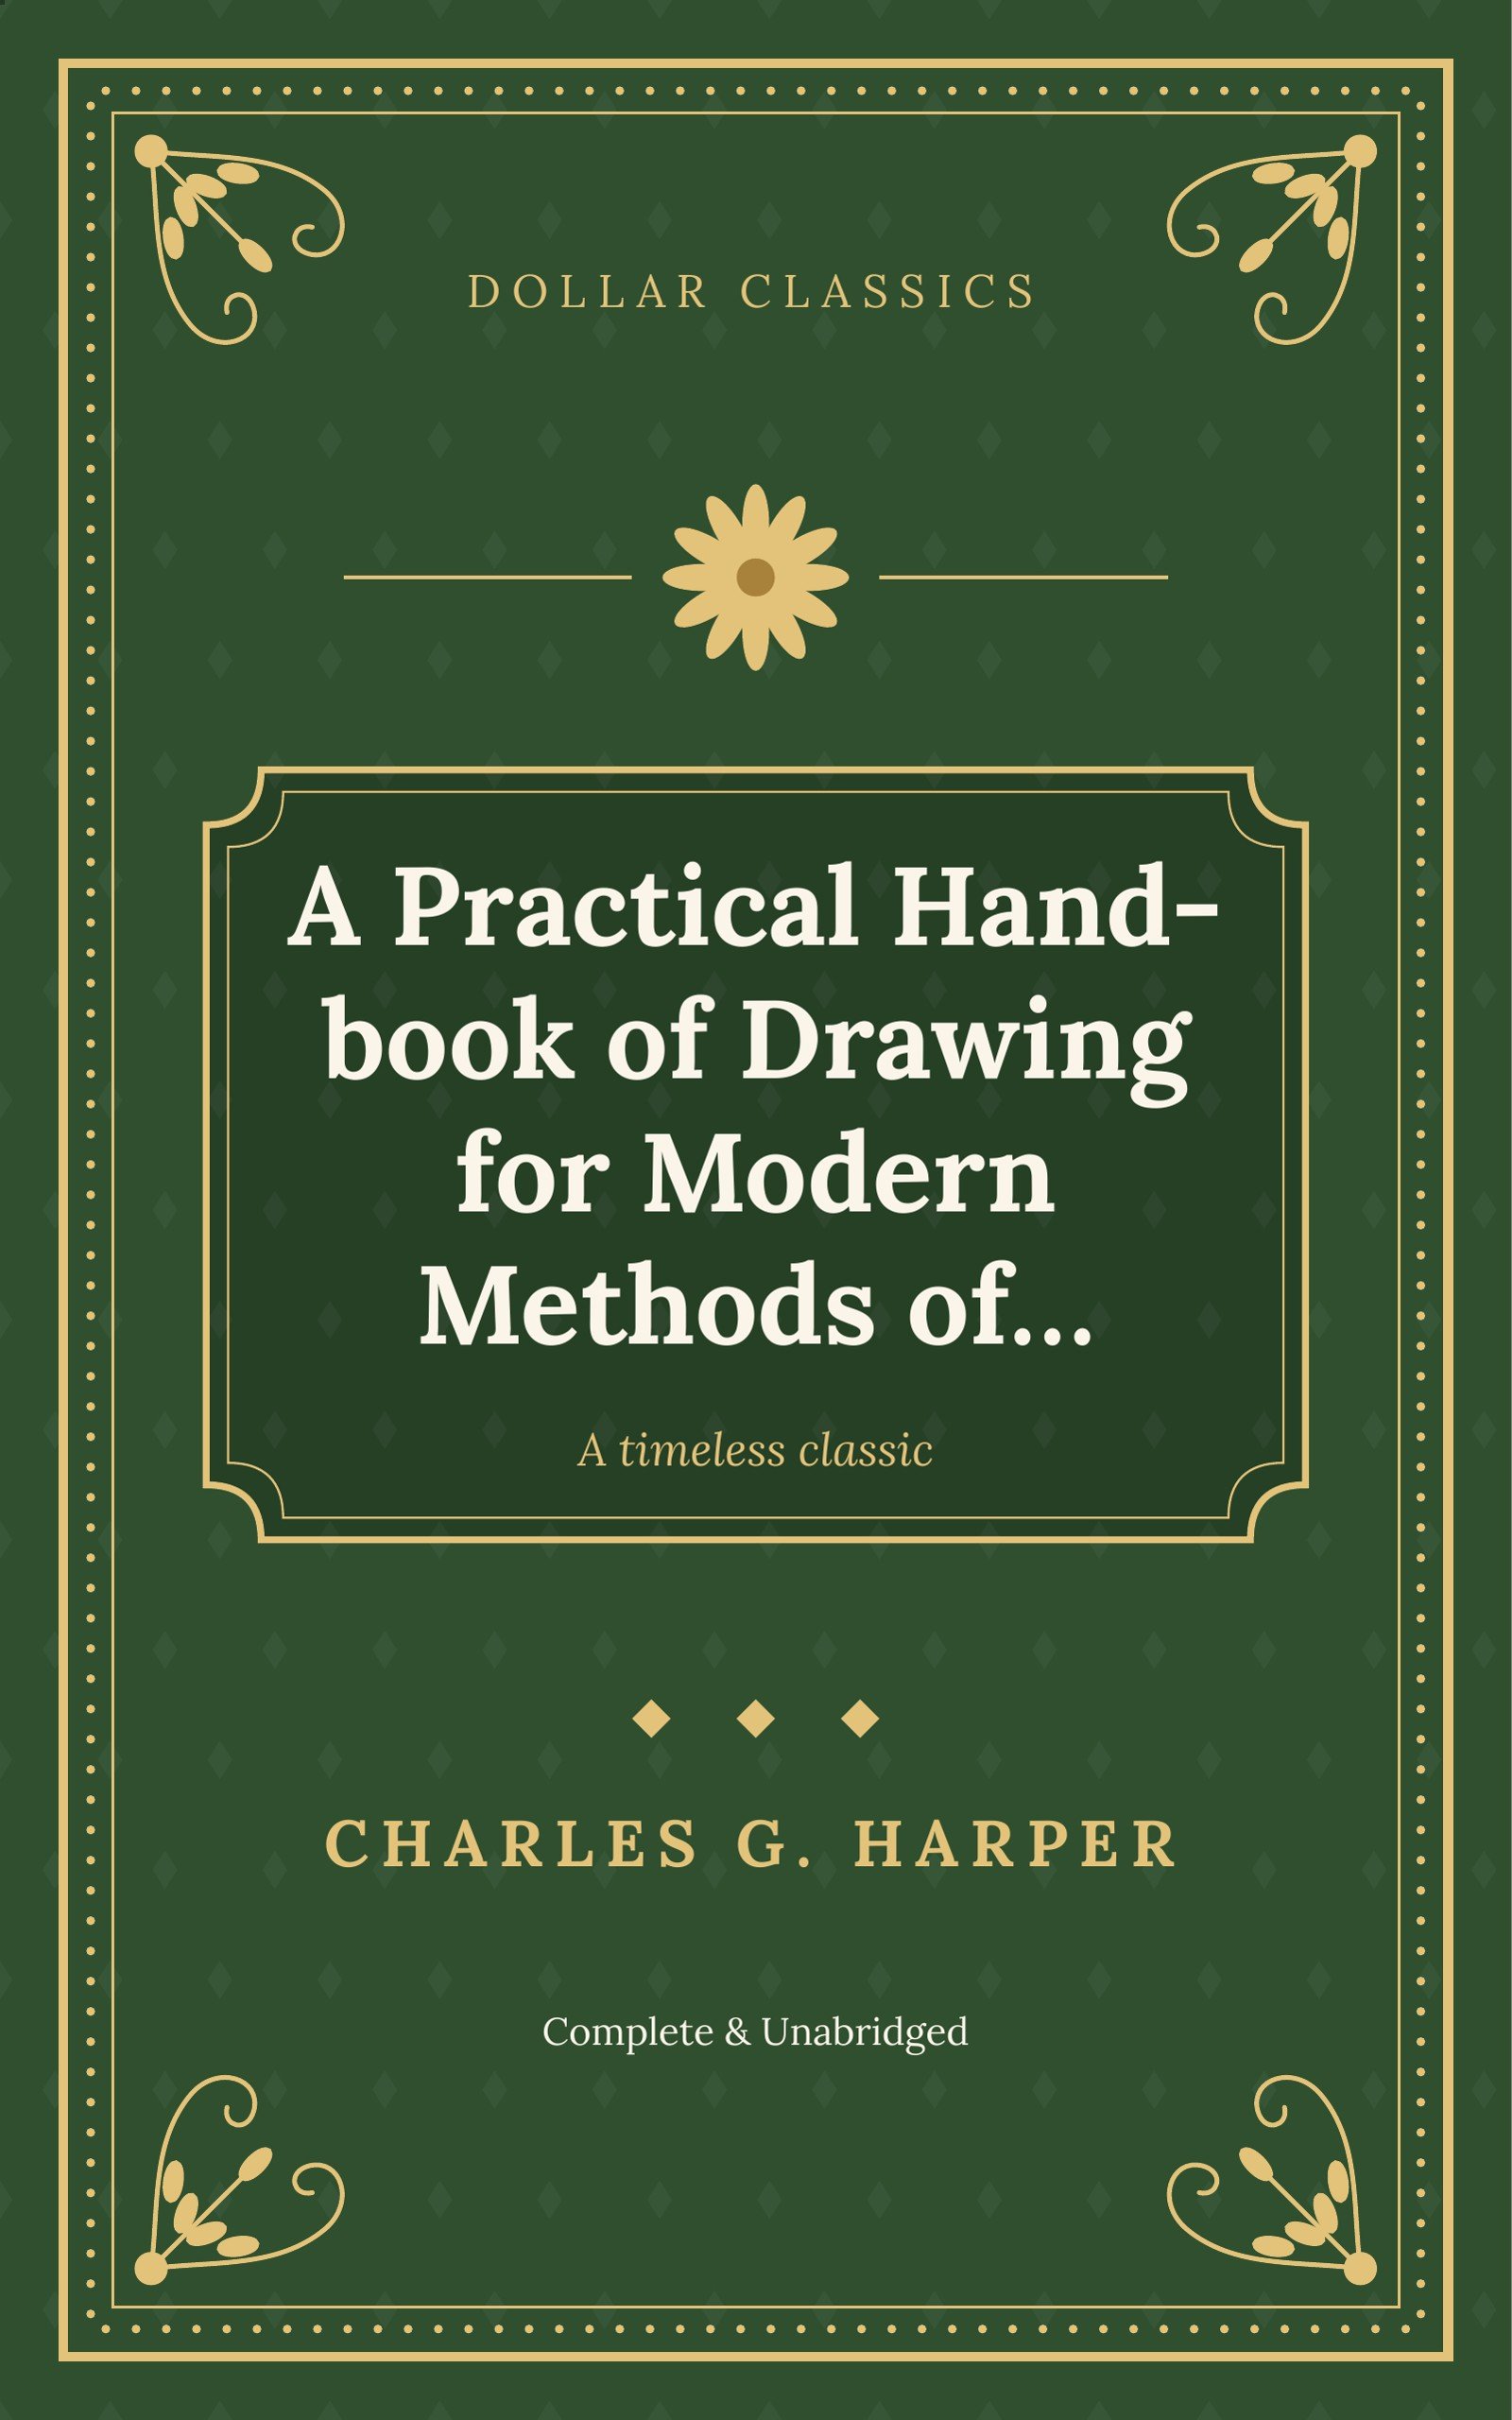 DOLLAR CLASSICS
A Practical Hand-
book of Drawing
for Modern
Methods of...
A timeless classic
CHARLES G. HARPER
Complete & Unabridged